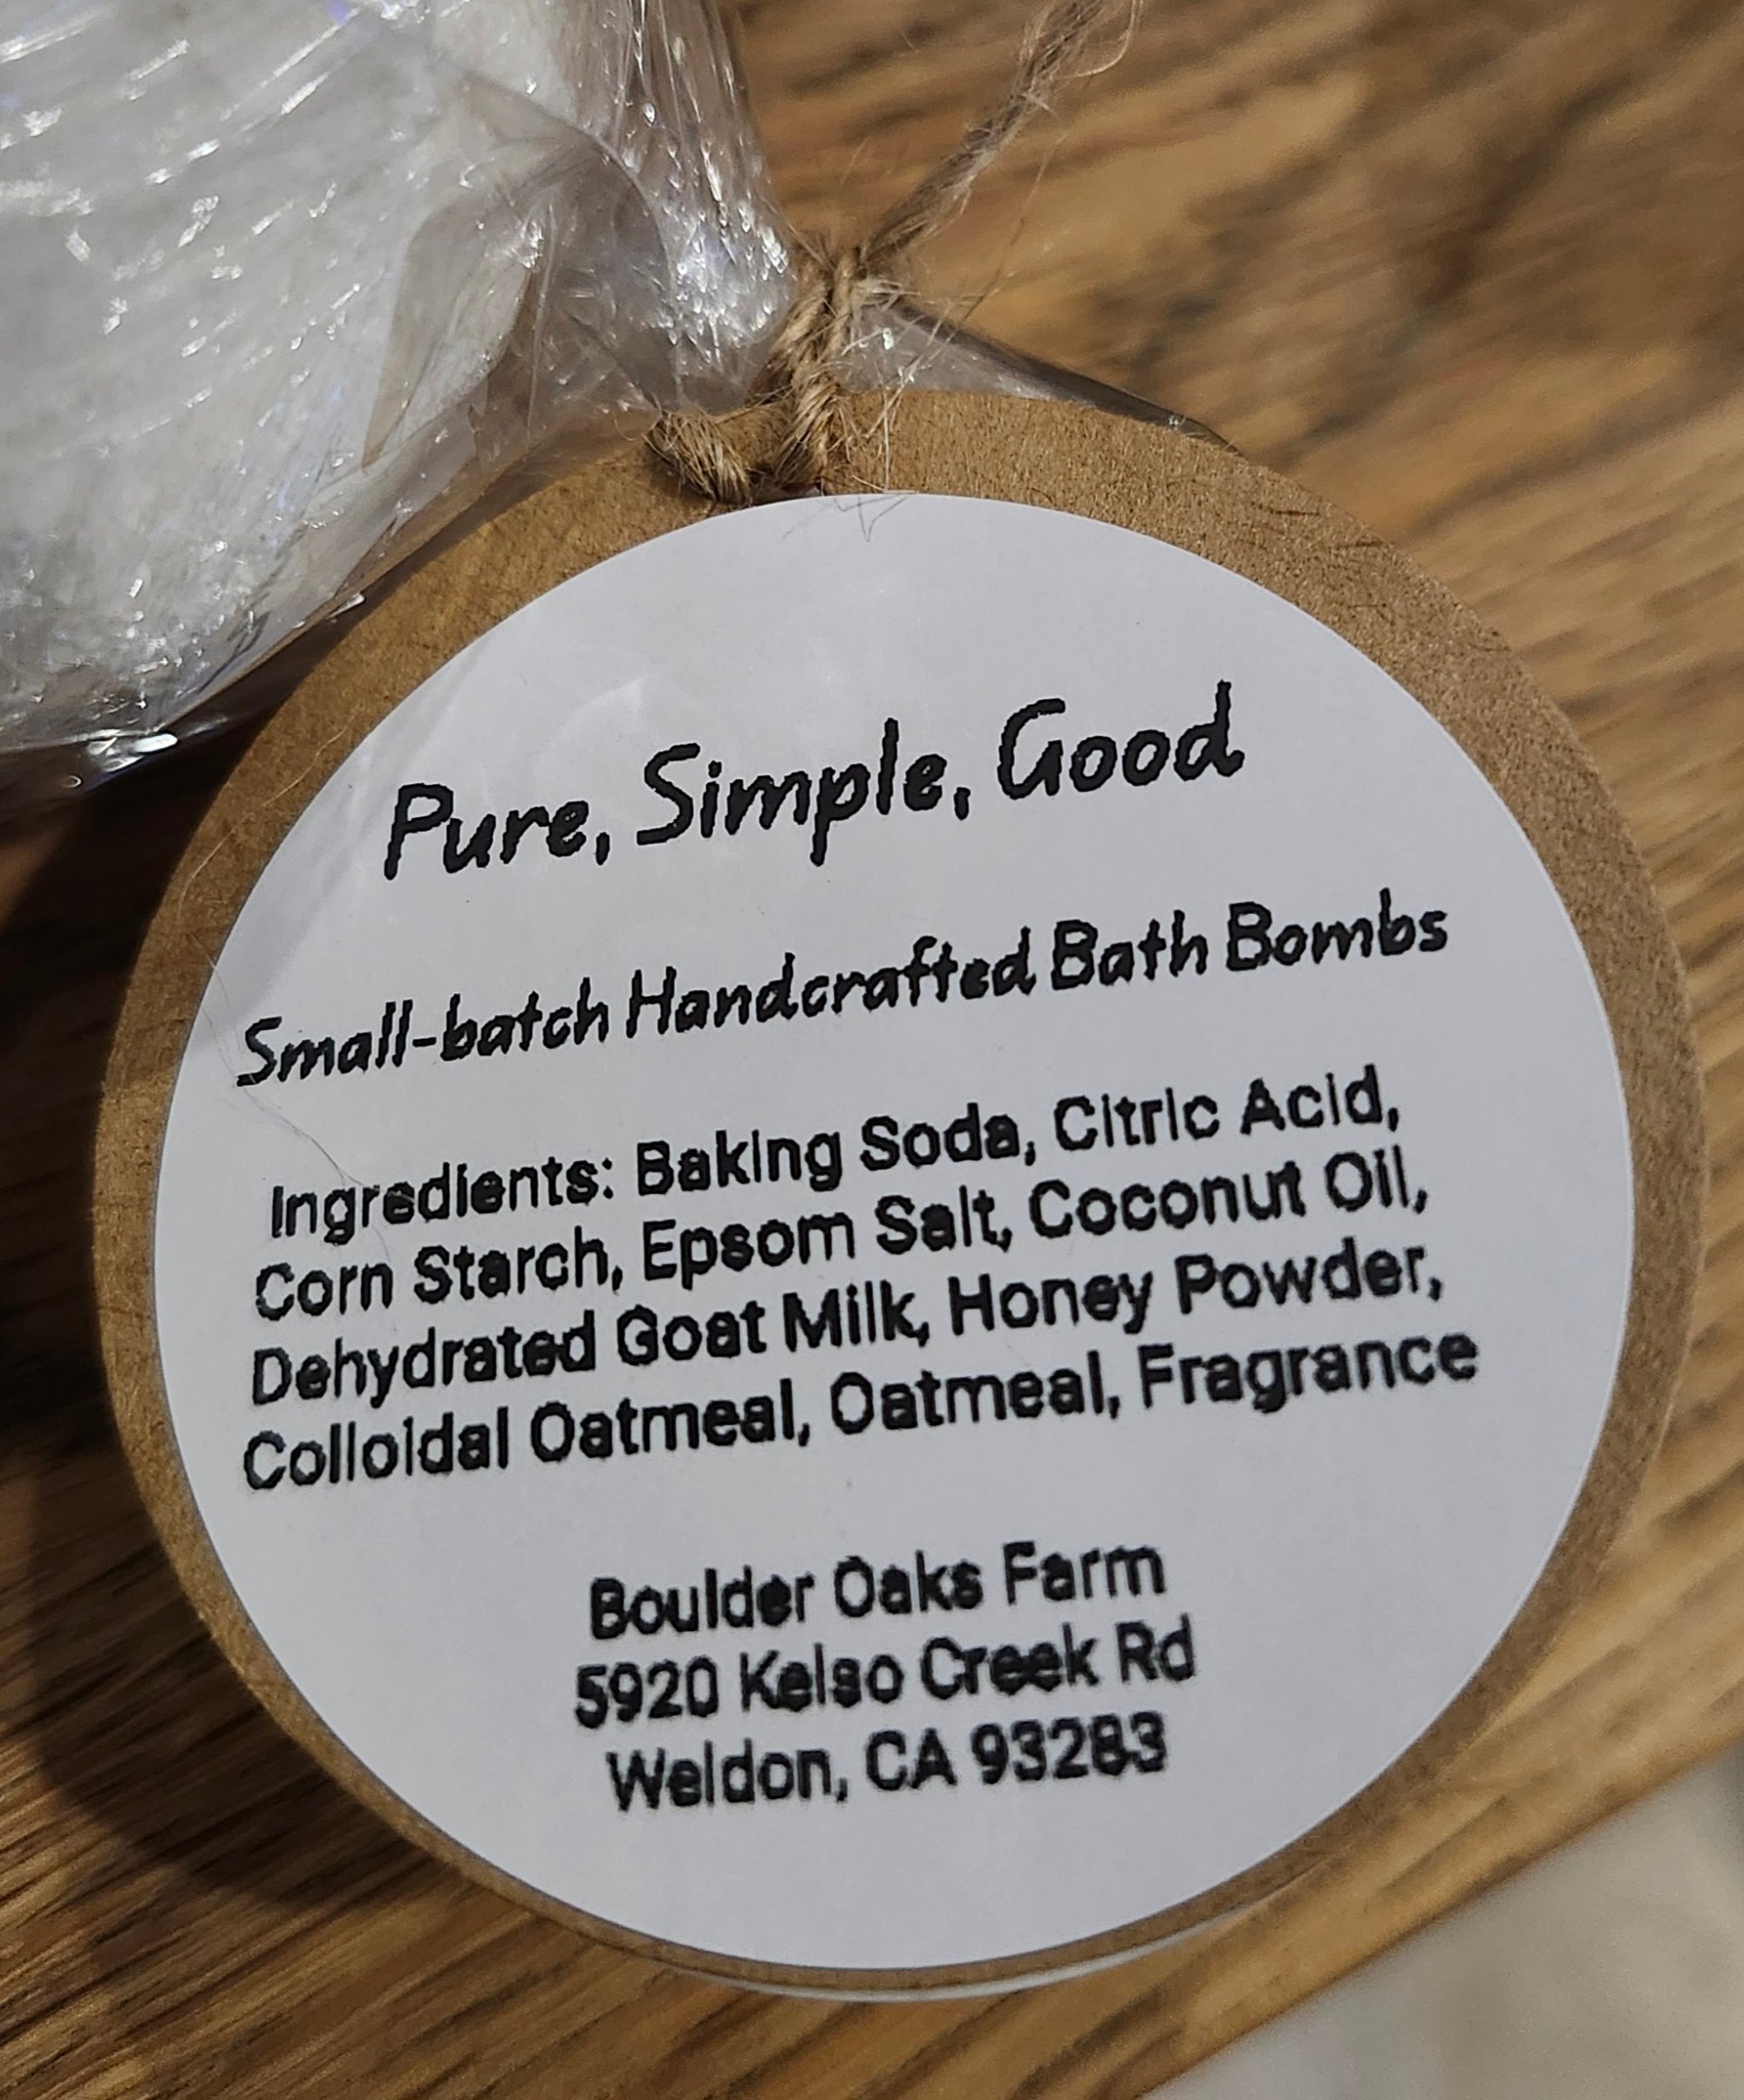 Pure, Simple, Good
Small-batch Handcrafted Bath Bombs
Ingredients: Baking Soda, Citric Acid,
Corn Starch, Epsom Salt, Coconut Oil,
Dehydrated Goat Milk, Honey Powder,
Colloidal Oatmeal, Oatmeal, Fragrance
Boulder Oaks Farm
5920 Kelso Creek Rd
Weldon, CA 93283